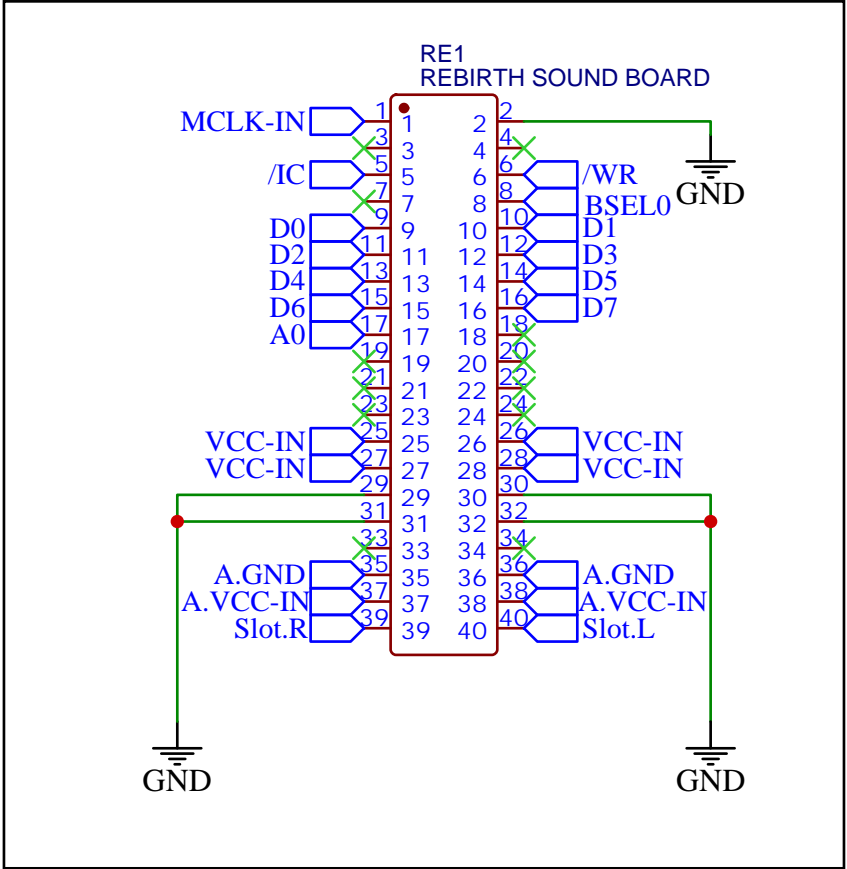 RE1
REBIRTH SOUND BOARD
MCLK-IN 1 1 2 2
3 3 4 4
/IC 5 5 6 6 /WR
GND
7 7 8 8 BSEL0
D0 9 9 10 10 D1
D2 11 11 12 12 D3
D4 13 13 14 14 D5
D6 15 15 16 16 D7
A0 17 17 18 18
19 19 20 20
21 21 22 22
23 23 24 24
VCC-IN 25 25 26 26 VCC-IN
VCC-IN 27 27 28 28 VCC-IN
29 29 30 30
31 31 32 32
33 33 34 34
A.GND 35 35 36 36 A.GND
A.VCC-IN 37 37 38 38 A.VCC-IN
Slot.R 39 39 40 40 Slot.L
GND GND